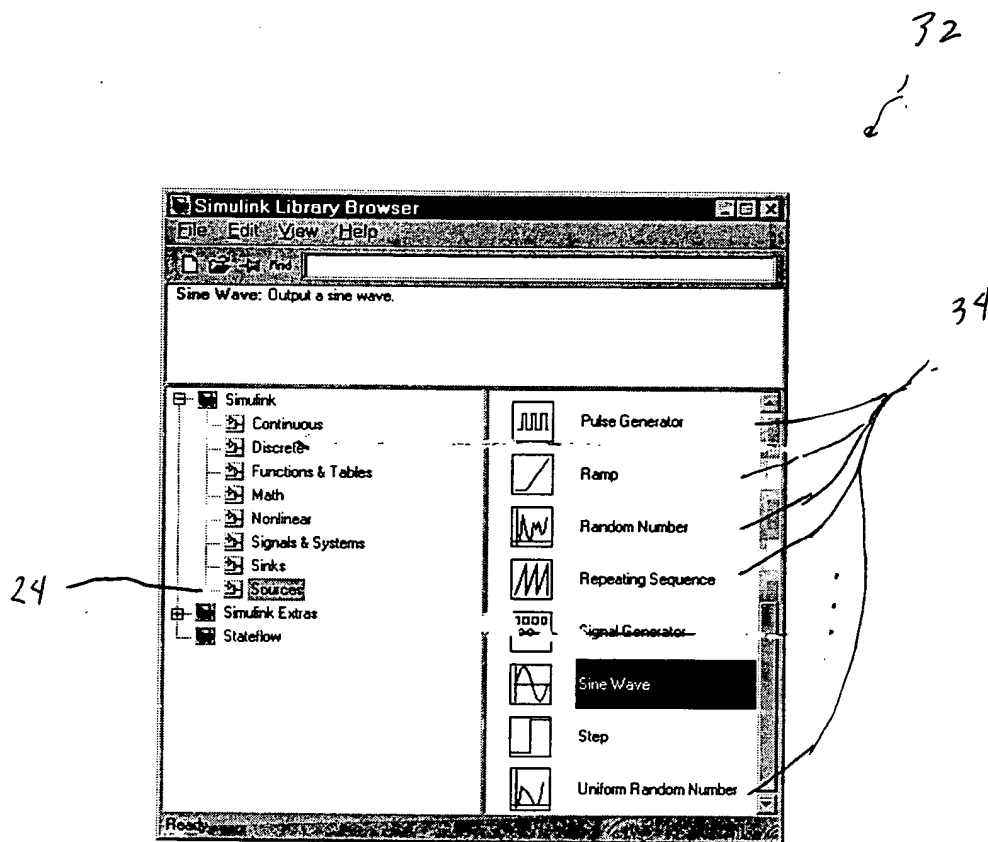 32
Simulink Library Browser
File Edit View Help
Find
Sine Wave: Output a sine wave.
34
Simulink
Continuous
Discrete
Functions & Tables
Math
Nonlinear
Signals & Systems
Sinks
24
Sources
Simulink Extras
Stateflow
Pulse Generator
Ramp
Random Number
Repeating Sequence
Signal Generator
Sine Wave
Step
Uniform Random Number
Ready